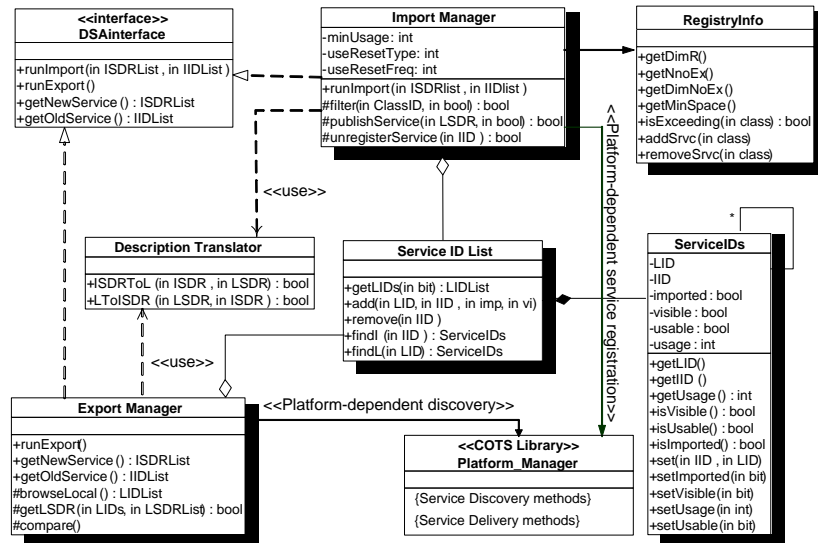 <<interface>>
DSAinterface
+runImport(in ISDRList , in IIDList )
+runExport()
+getNewService () : ISDRList
+getOldService () : IIDList
Import Manager
-minUsage: int
-useResetType: int
-useResetFreq: int
+runImport(in ISDRlist , in IIDlist )
#filter(in ClassID, in bool) : bool
#publishService(in LSDR, in bool) : bool
#unregisterService(in IID ) : bool
RegistryInfo
+getDimR()
+getNnoEx()
+getDimNoEx()
+getMinSpace()
+isExceeding(in class) : bool
+addSrvc(in class)
+removeSrvc(in class)
<<use>>
<<Platform-dependent service registration>>
Description Translator
+ISDRToL (in ISDR , in LSDR) : bool
+LToISDR (in LSDR, in ISDR ) : bool
Service ID List
+getLIDs(in bit) : LIDList
+add(in LID, in IID , in imp, in vi)
+remove(in IID )
+findI (in IID ) : ServiceIDs
+findL(in LID) : ServiceIDs
*
ServiceIDs
-LID
-IID
-imported : bool
-visible : bool
-usable : bool
-usage : int
+getLID()
+getIID ()
+getUsage() : int
+isVisible() : bool
+isUsable() : bool
+isImported() : bool
+set(in IID , in LID)
+setImported(in bit)
+setVisible(in bit)
+setUsage(in int)
+setUsable(in bit)
<<use>>
Export Manager
+runExport()
+getNewService () : ISDRList
+getOldService () : IIDList
#browseLocal() : LIDList
#getLSDR(in LIDs, in LSDRList) : bool
#compare()
<<Platform-dependent discovery>>
<<COTS Library>>
Platform_Manager
{Service Discovery methods}
{Service Delivery methods}